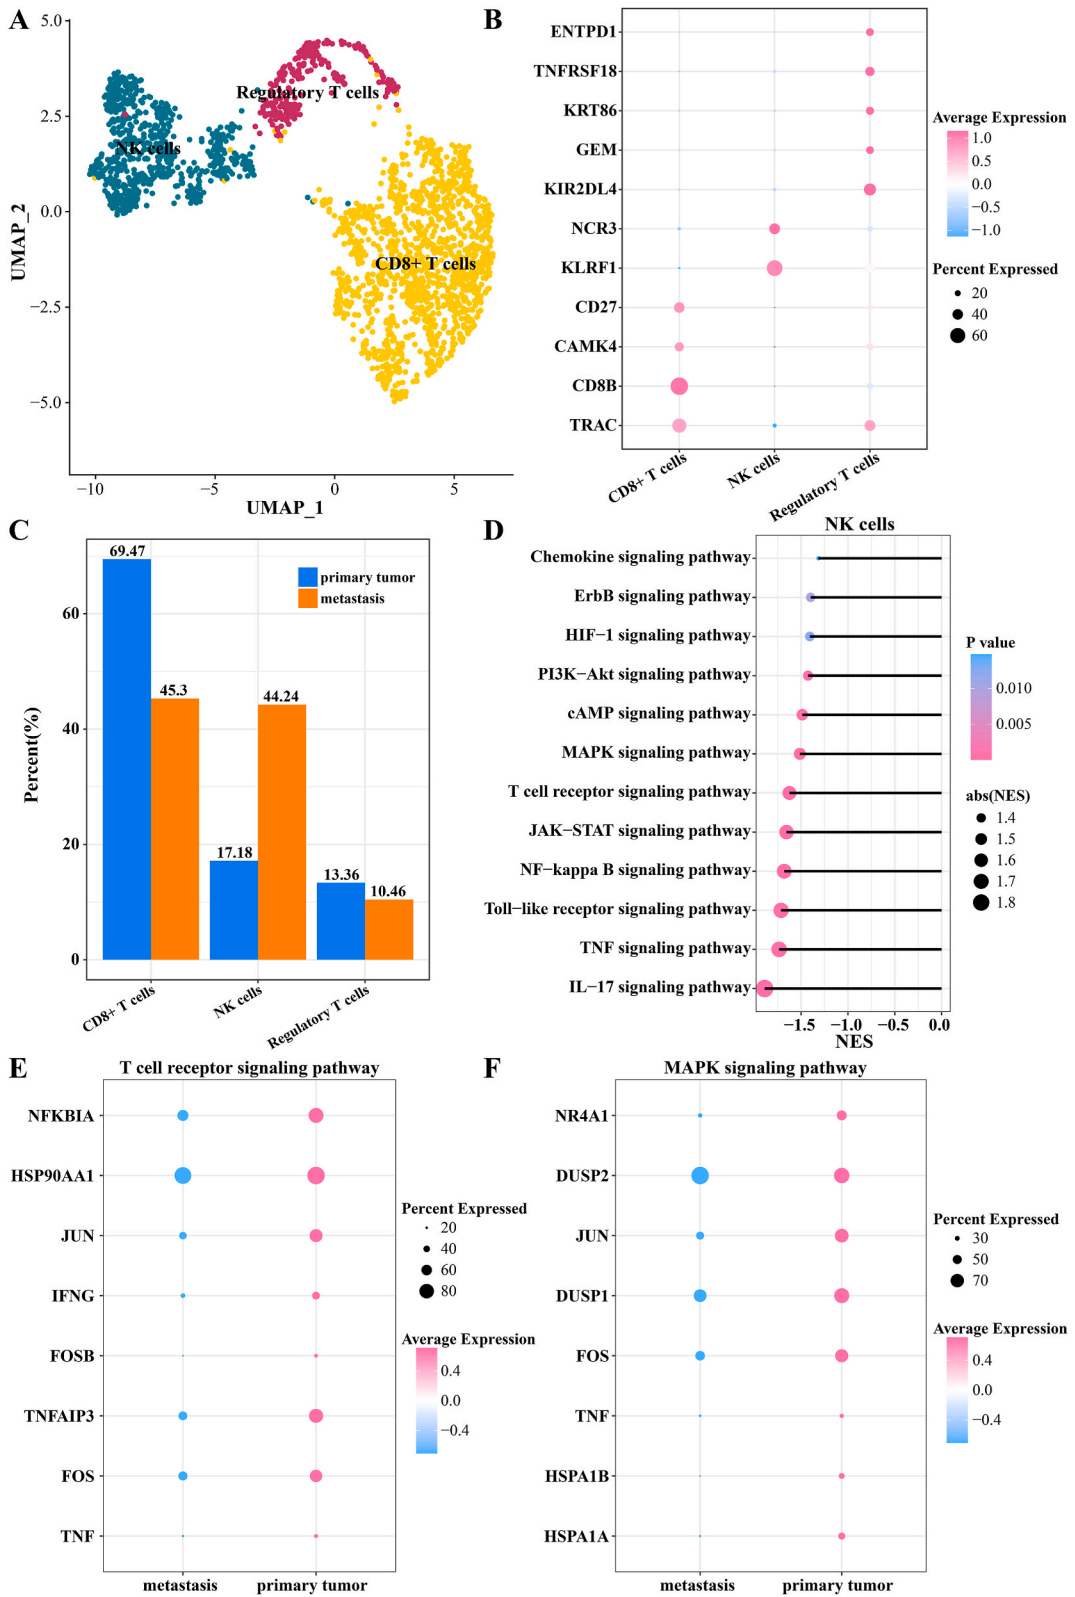 A
5.0
2.5
0.0
−2.5
−5.0
UMAP_2
Regulatory T cells
NK cells
CD8+ T cells
−10
−5
0
5
UMAP_1
B
ENTPD1
TNFRSF18
KRT86
GEM
KIR2DL4
NCR3
KLRF1
CD27
CAMK4
CD8B
TRAC
CD8+ T cells
NK cells
Regulatory T cells
Average Expression
1.0
0.5
0.0
−0.5
−1.0
Percent Expressed
20
40
60
C
Percent(%)
60
40
20
0
69.47
45.3
17.18
44.24
13.36
10.46
primary tumor
metastasis
CD8+ T cells
NK cells
Regulatory T cells
D
NK cells
Chemokine signaling pathway
ErbB signaling pathway
HIF−1 signaling pathway
PI3K−Akt signaling pathway
cAMP signaling pathway
MAPK signaling pathway
T cell receptor signaling pathway
JAK−STAT signaling pathway
NF−kappa B signaling pathway
Toll−like receptor signaling pathway
TNF signaling pathway
IL−17 signaling pathway
−1.5
−1.0
−0.5
0.0
NES
P value
0.010
0.005
abs(NES)
1.4
1.5
1.6
1.7
1.8
E
T cell receptor signaling pathway
NFKBIA
HSP90AA1
JUN
IFNG
FOSB
TNFAIP3
FOS
TNF
metastasis
primary tumor
Percent Expressed
20
40
60
80
Average Expression
0.4
0.0
−0.4
F
MAPK signaling pathway
NR4A1
DUSP2
JUN
DUSP1
FOS
TNF
HSPA1B
HSPA1A
metastasis
primary tumor
Percent Expressed
30
50
70
Average Expression
0.4
0.0
−0.4